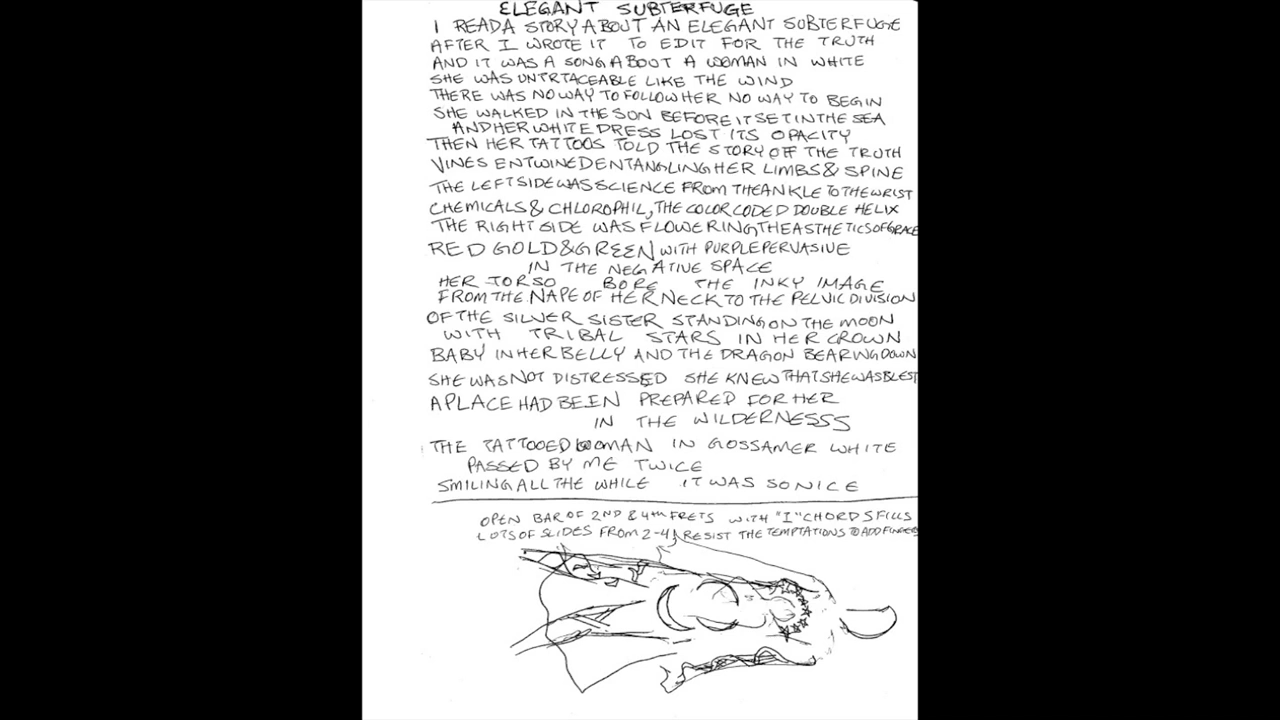 ELEGANT SUBTERFUGE
I READ A STORY ABOUT AN ELEGANT SUBTERFUGE
AFTER I WROTE IT TO EDIT FOR THE TRUTH
AND IT WAS A SONG ABOUT A WOMAN IN WHITE
SHE WAS UNTRTACEABLE LIKE THE WIND
THERE WAS NO WAY TO FOLLOW HER NO WAY TO BEGIN
SHE WALKED IN THE SON BEFORE IT SET IN THE SEA
AND HER WHITE DRESS LOST ITS OPACITY
THEN HER TATTOOS TOLD THE STORY OFF THE TRUTH
VINES ENTWINED ENTANGLING HER LIMBS & SPINE
THE LEFT SIDE WAS SCIENCE FROM THE ANKLE TO THE WRIST
CHEMICALS & CHLOROPHIL, THE COLOR CODED DOUBLE HELIX
THE RIGHT SIDE WAS FLOWERING THE ASTHETICS OF GRACE
RED GOLD & GREEN WITH PURPLE PERVASIVE
IN THE NEGATIVE SPACE
HER TORSO BORE THE INKY IMAGE
FROM THE NAPE OF HER NECK TO THE PELVIC DIVISION
OF THE SILVER SISTER STANDING ON THE MOON
WITH TRIBAL STARS IN HER CROWN
BABY IN HER BELLY AND THE DRAGON BEARING DOWN
SHE WAS NOT DISTRESSED SHE KNEW THAT SHE WAS BLEST
A PLACE HAD BEIN PREPARED FOR HER
IN THE WILDERNESSS
THE TATTOOED WOMAN IN GOSSAMER WHITE
PASSED BY ME TWICE
SMILING ALL THE WHILE IT WAS SO NICE
OPEN BAR OF 2ND & 4TH FRETS WITH "I" CHORDS FILLS
LOTS OF SLIDES FROM 2-4 RESIST THE TEMPTATIONS TO ADD FINGERS